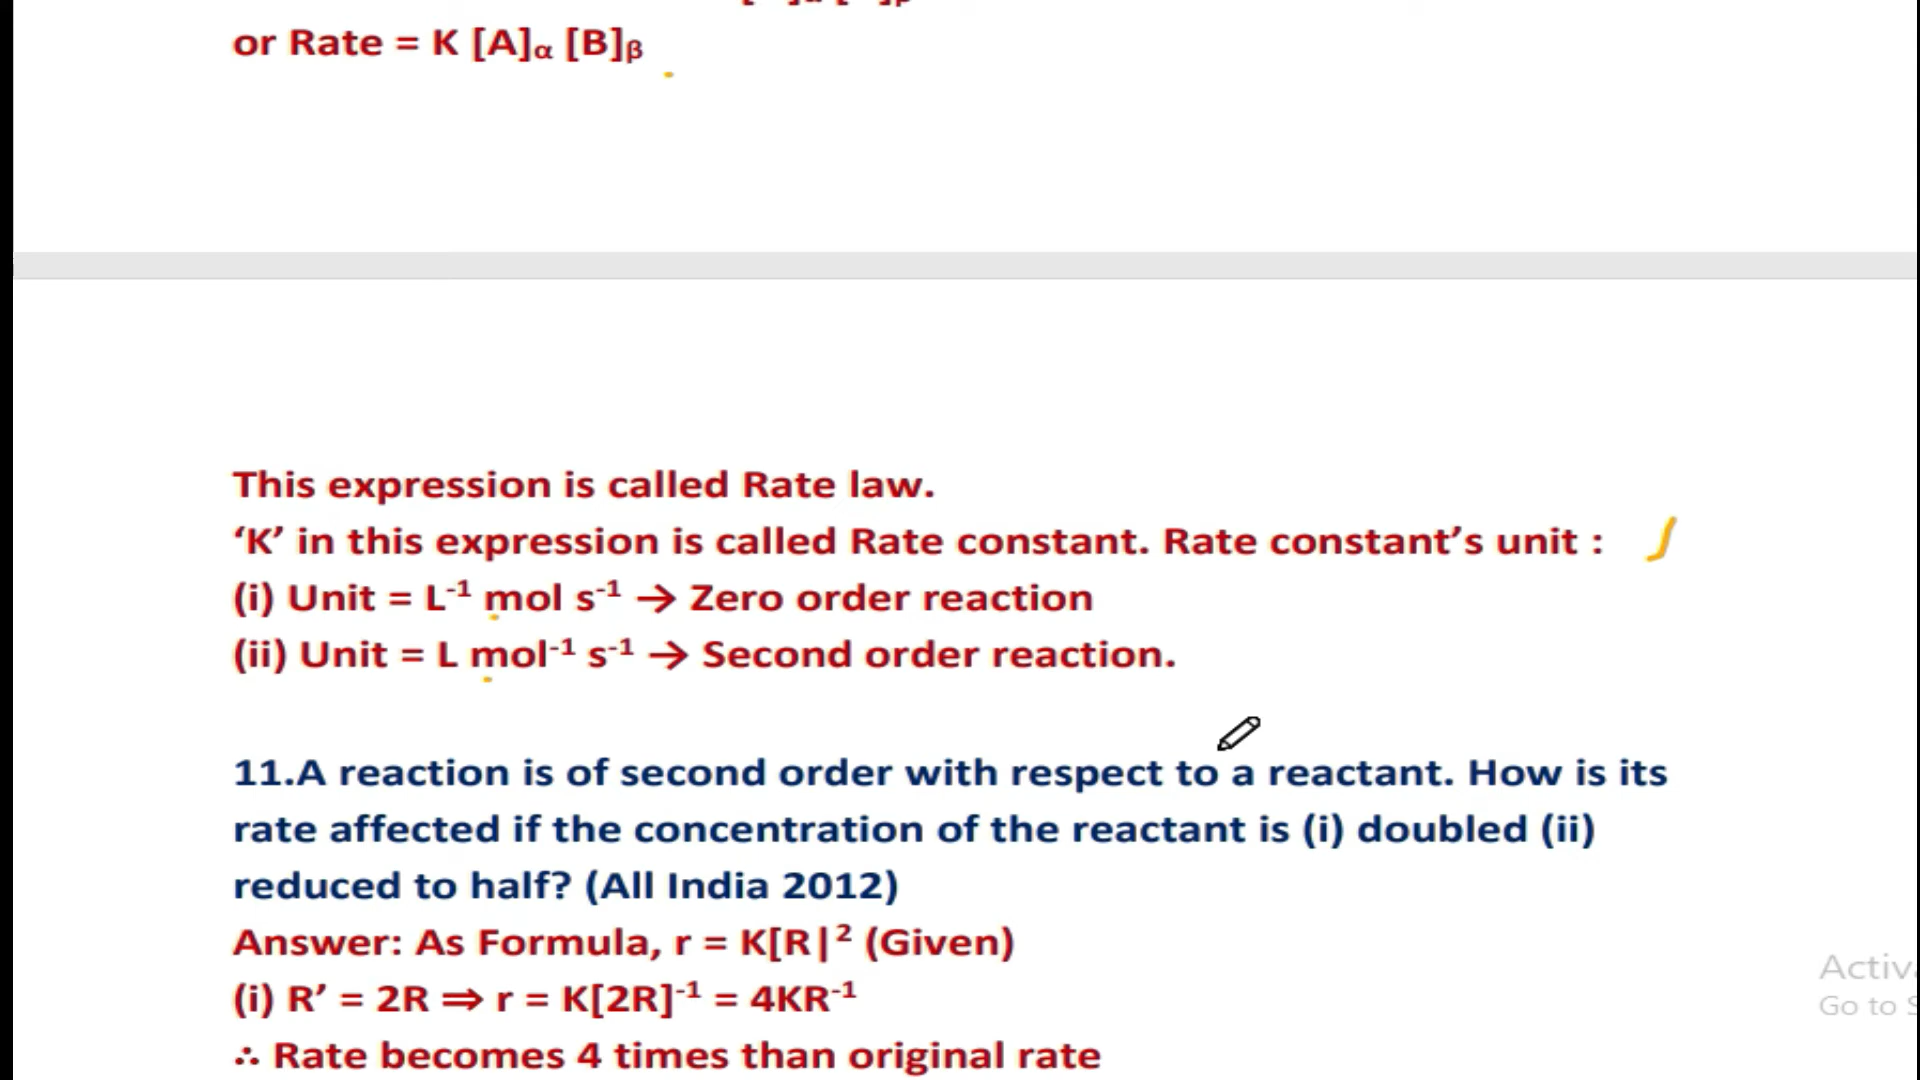 or Rate = K [A]α [B]β
This expression is called Rate law.
‘K’ in this expression is called Rate constant. Rate constant’s unit :
(i) Unit = L⁻¹ mol s⁻¹ → Zero order reaction
(ii) Unit = L mol⁻¹ s⁻¹ → Second order reaction.
11.A reaction is of second order with respect to a reactant. How is its
rate affected if the concentration of the reactant is (i) doubled (ii)
reduced to half? (All India 2012)
Answer: As Formula, r = K[R|² (Given)
(i) R’ = 2R ⇒ r = K[2R]⁻¹ = 4KR⁻¹
∴ Rate becomes 4 times than original rate
Go to